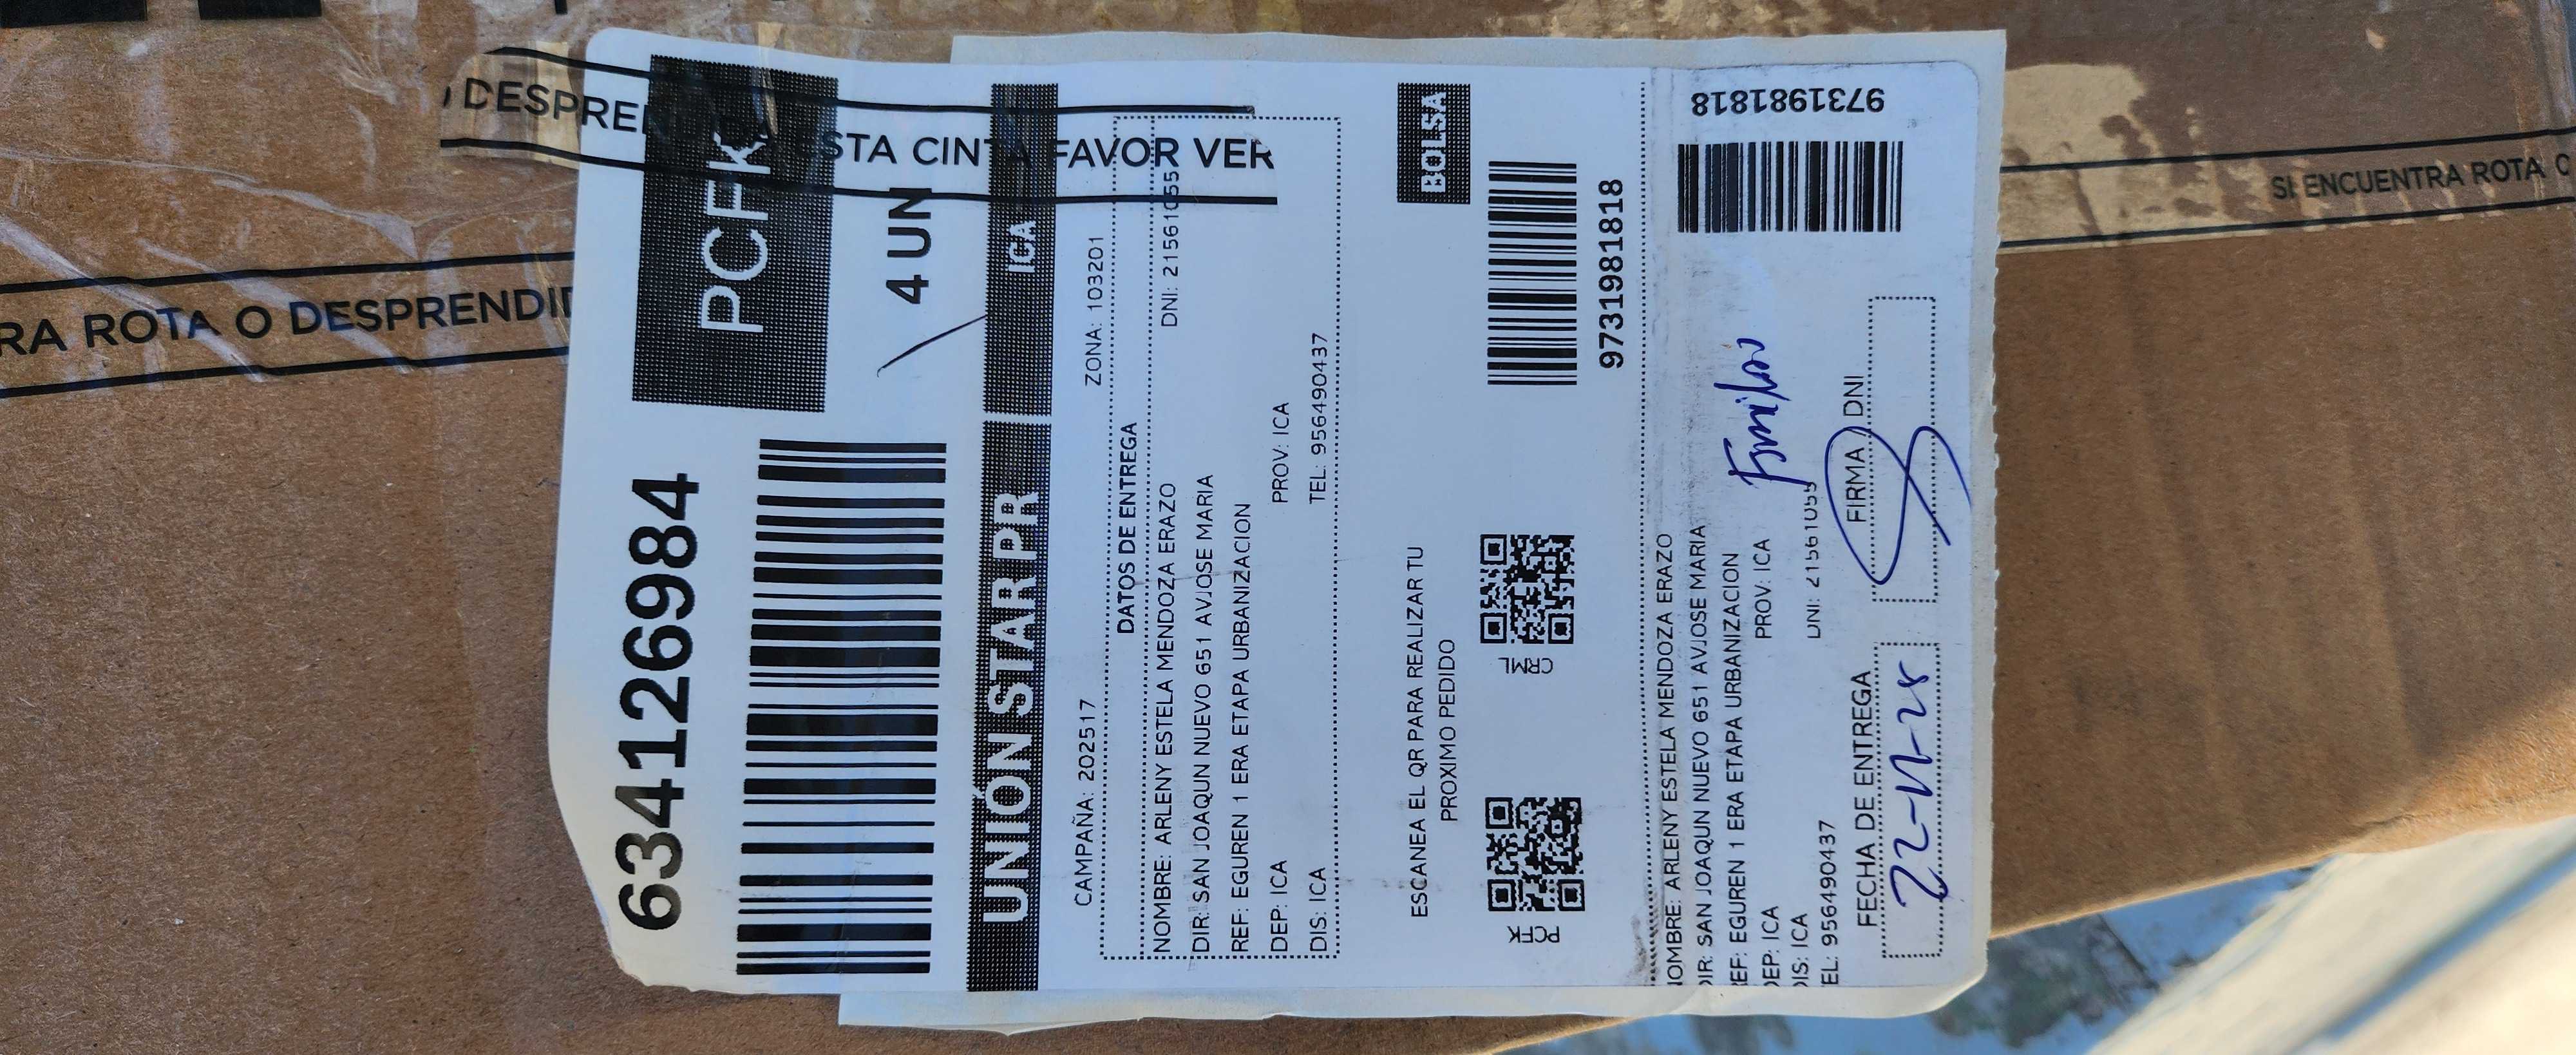 RA ROTA O DESPRENDID
DESPREN
STA CINTA FAVOR VER
SI ENCUENTRA ROTA O
634126984
PCFK
4 UN
UNIÓN STAR PR
ICA
CAMPAÑA: 202517
ZONA: 103201
DATOS DE ENTREGA
NOMBRE: ARLENY ESTELA MENDOZA ERAZO
DNI: 21561055
DIR: SAN JOAQUN NUEVO 651 AVJOSE MARIA
REF: EGUREN 1 ERA ETAPA URBANIZACION
DEP: ICA
PROV: ICA
DIS: ICA
TEL: 956490437
BOLSA
ESCANEA EL QR PARA REALIZAR TU
PROXIMO PEDIDO
PCFK
CRML
9731981818
9731981818
NOMBRE: ARLENY ESTELA MENDOZA ERAZO
DIR: SAN JOAQUN NUEVO 651 AVJOSE MARIA
REF: EGUREN 1 ERA ETAPA URBANIZACION
DEP: ICA
PROV: ICA
DIS: ICA
DNI: 21561055
TEL: 956490437
FECHA DE ENTREGA
FIRMA / DNI